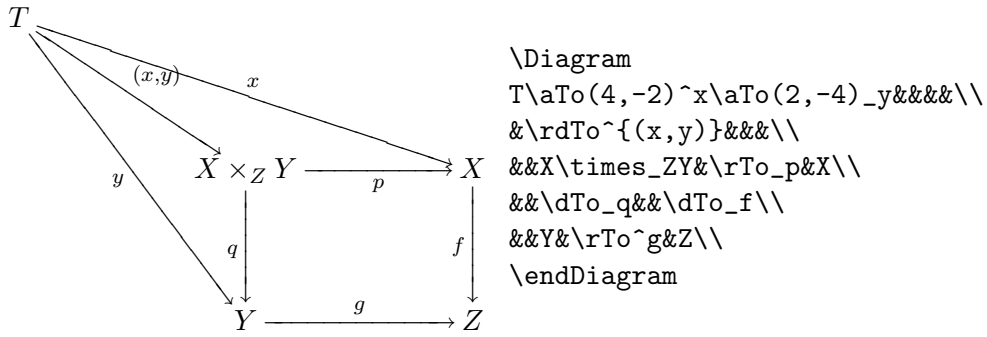 T
(x,y)
x
X ×_Z Y
p
X
y
q
f
Y
g
Z
\Diagram
T\aTo(4,-2)^x\aTo(2,-4)_y&&&&\\
&\rdTo^{(x,y)}&&&\\
&&X\times_ZY&\rTo_p&X\\
&&\dTo_q&&\dTo_f\\
&&Y&\rTo^g&Z\\
\endDiagram